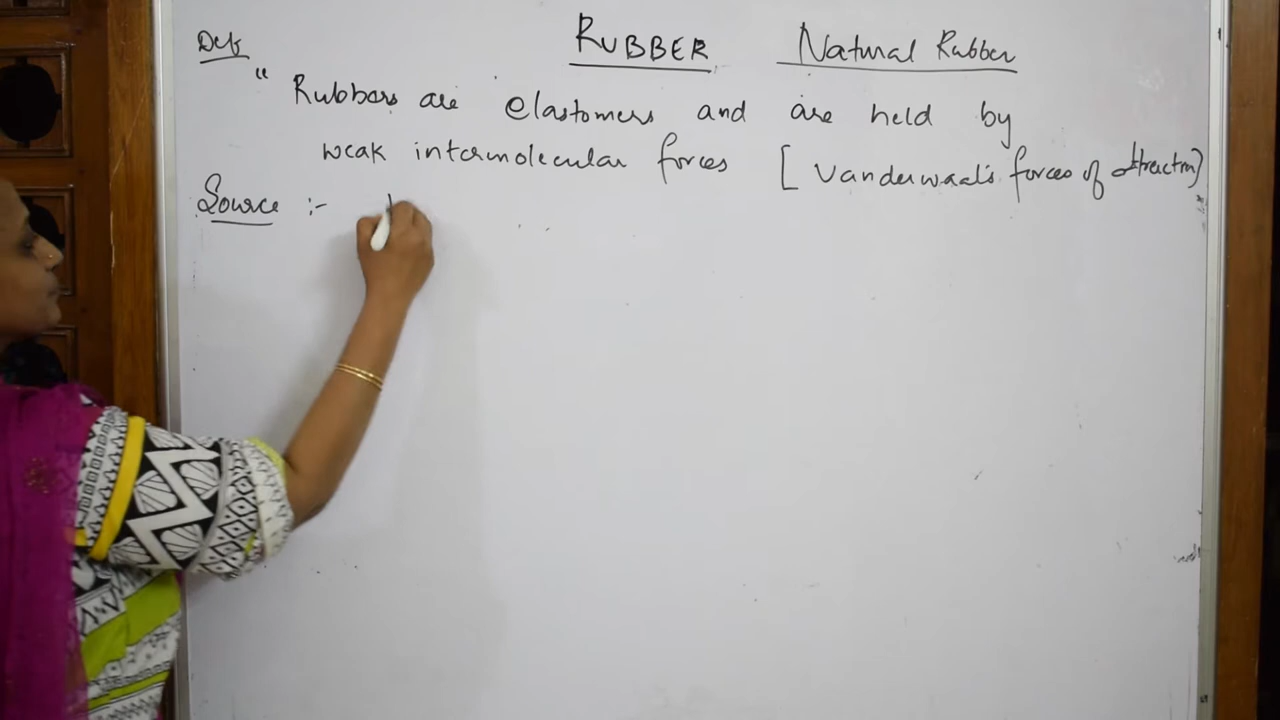 RUBBER Natural Rubber
Def
" Rubbers are elastomers and are held by
weak intermolecular forces [ Vanderwaal's forces of attraction]
Source :-